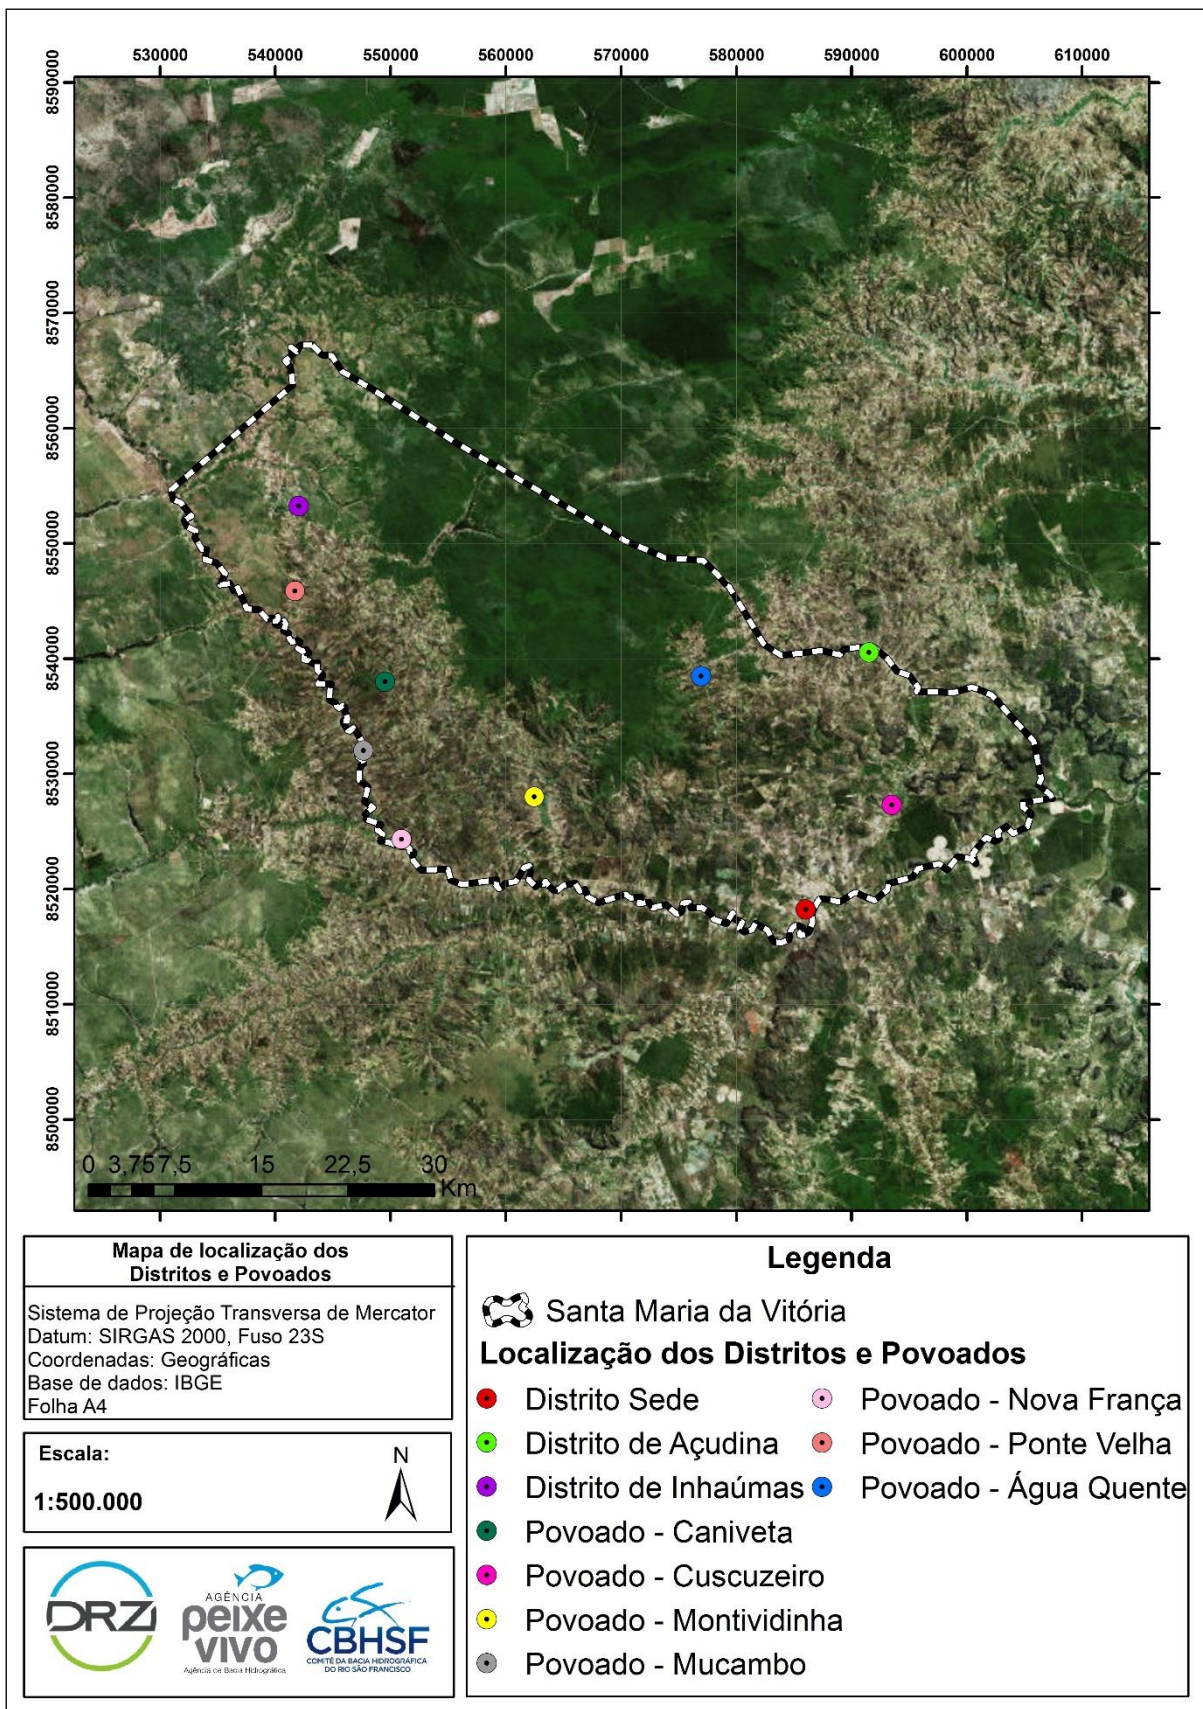 530000 540000 550000 560000 570000 580000 590000 600000 610000
8590000
8580000
8570000
8560000
8550000
8540000
8530000
8520000
8510000
8500000
0 3,75 7,5 15 22,5 30
Km
Mapa de localização dos
Distritos e Povoados
Sistema de Projeção Transversa de Mercator
Datum: SIRGAS 2000, Fuso 23S
Coordenadas: Geográficas
Base de dados: IBGE
Folha A4
Escala:
1:500.000
N
DRZ
AGÊNCIA
peixe
vivo
Agência de Bacia Hidrográfica
CBHSF
COMITÊ DA BACIA HIDROGRÁFICA
DO RIO SÃO FRANCISCO
Legenda
Santa Maria da Vitória
Localização dos Distritos e Povoados
Distrito Sede
Distrito de Açudina
Distrito de Inhaúmas
Povoado - Caniveta
Povoado - Cuscuzeiro
Povoado - Montividinha
Povoado - Mucambo
Povoado - Nova França
Povoado - Ponte Velha
Povoado - Água Quente